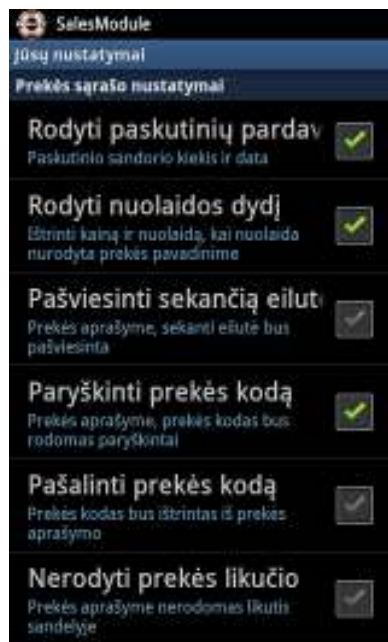 SalesModule
Jūsų nustatymai
Prekės sąrašo nustatymai
Rodyti paskutinių pardav
Paskutinio sandorio kiekis ir data
Rodyti nuolaidos dydį
Ištrinti kainą ir nuolaidą, kai nuolaida
nurodyta prekės pavadinime
Pašviesinti sekančią eilutę
Prekės aprašyme, sekanti eilutė bus
pašviesinta
Paryškinti prekės kodą
Prekės aprašyme, prekės kodas bus
rodomas paryškintai
Pašalinti prekės kodą
Prekės kodas bus ištrintas iš prekės
aprašymo
Nerodyti prekės likučio
Prekės aprašyme nerodomas likutis
sandėlyje